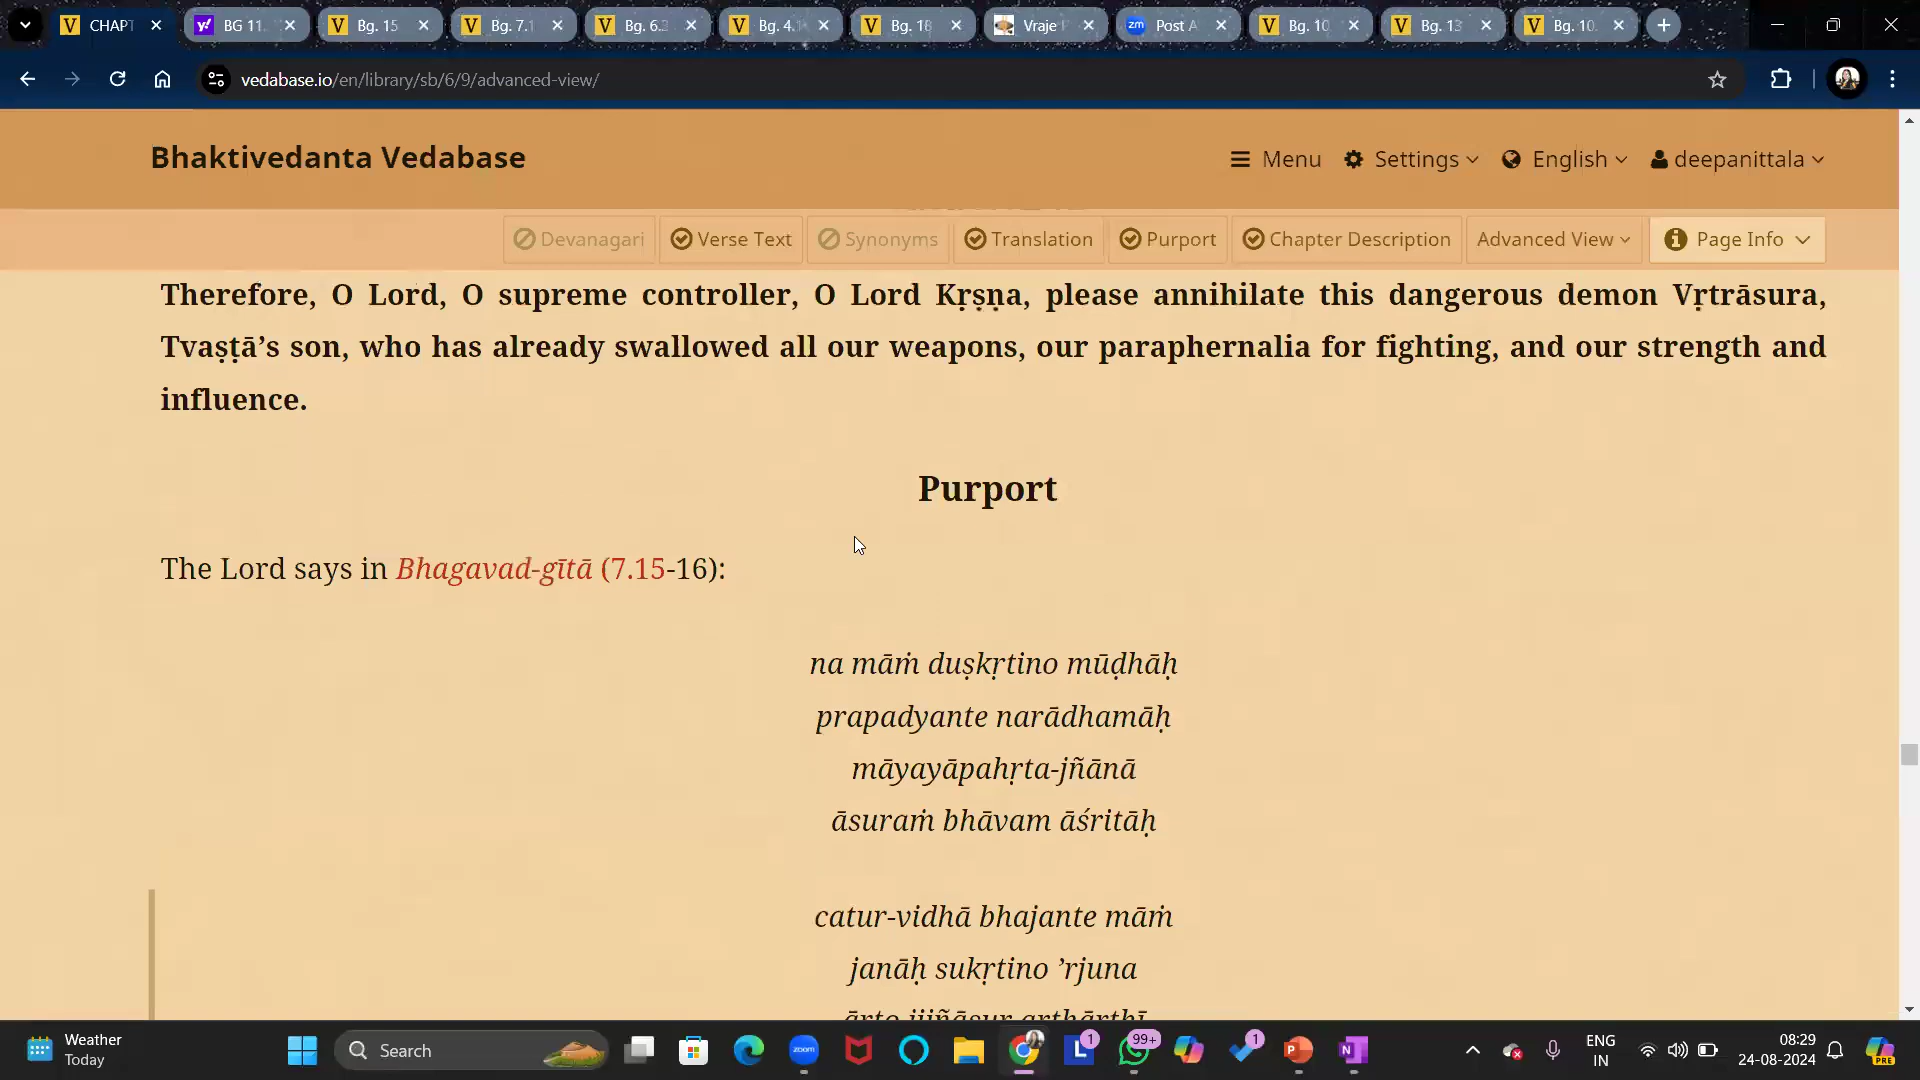 CHAPT
BG 11.
Bg. 15
Bg. 7.1
Bg. 6.
Bg. 4.
Bg. 18
Vraje
Post A
Bg. 10
Bg. 13
Bg. 10.
vedabase.io/en/library/sb/6/9/advanced-view/
Bhaktivedanta Vedabase
Menu
Settings
English
deepanittala
Devanagari
Verse Text
Synonyms
Translation
Purport
Chapter Description
Advanced View
Page Info
Therefore, O Lord, O supreme controller, O Lord Kṛṣṇa, please annihilate this dangerous demon Vṛtrāsura,
Tvaṣṭā’s son, who has already swallowed all our weapons, our paraphernalia for fighting, and our strength and
influence.
Purport
The Lord says in Bhagavad-gītā (7.15-16):
na māṁ duṣkṛtino mūḍhāḥ
prapadyante narādhamāḥ
māyayāpahṛta-jñānā
āsuraṁ bhāvam āśritāḥ
catur-vidhā bhajante māṁ
janāḥ sukṛtino ’rjuna
ārto jijñāsur arthārthī
Weather
Today
Search
zoom
1
99+
1
ENG
IN
08:29
24-08-2024
PRE